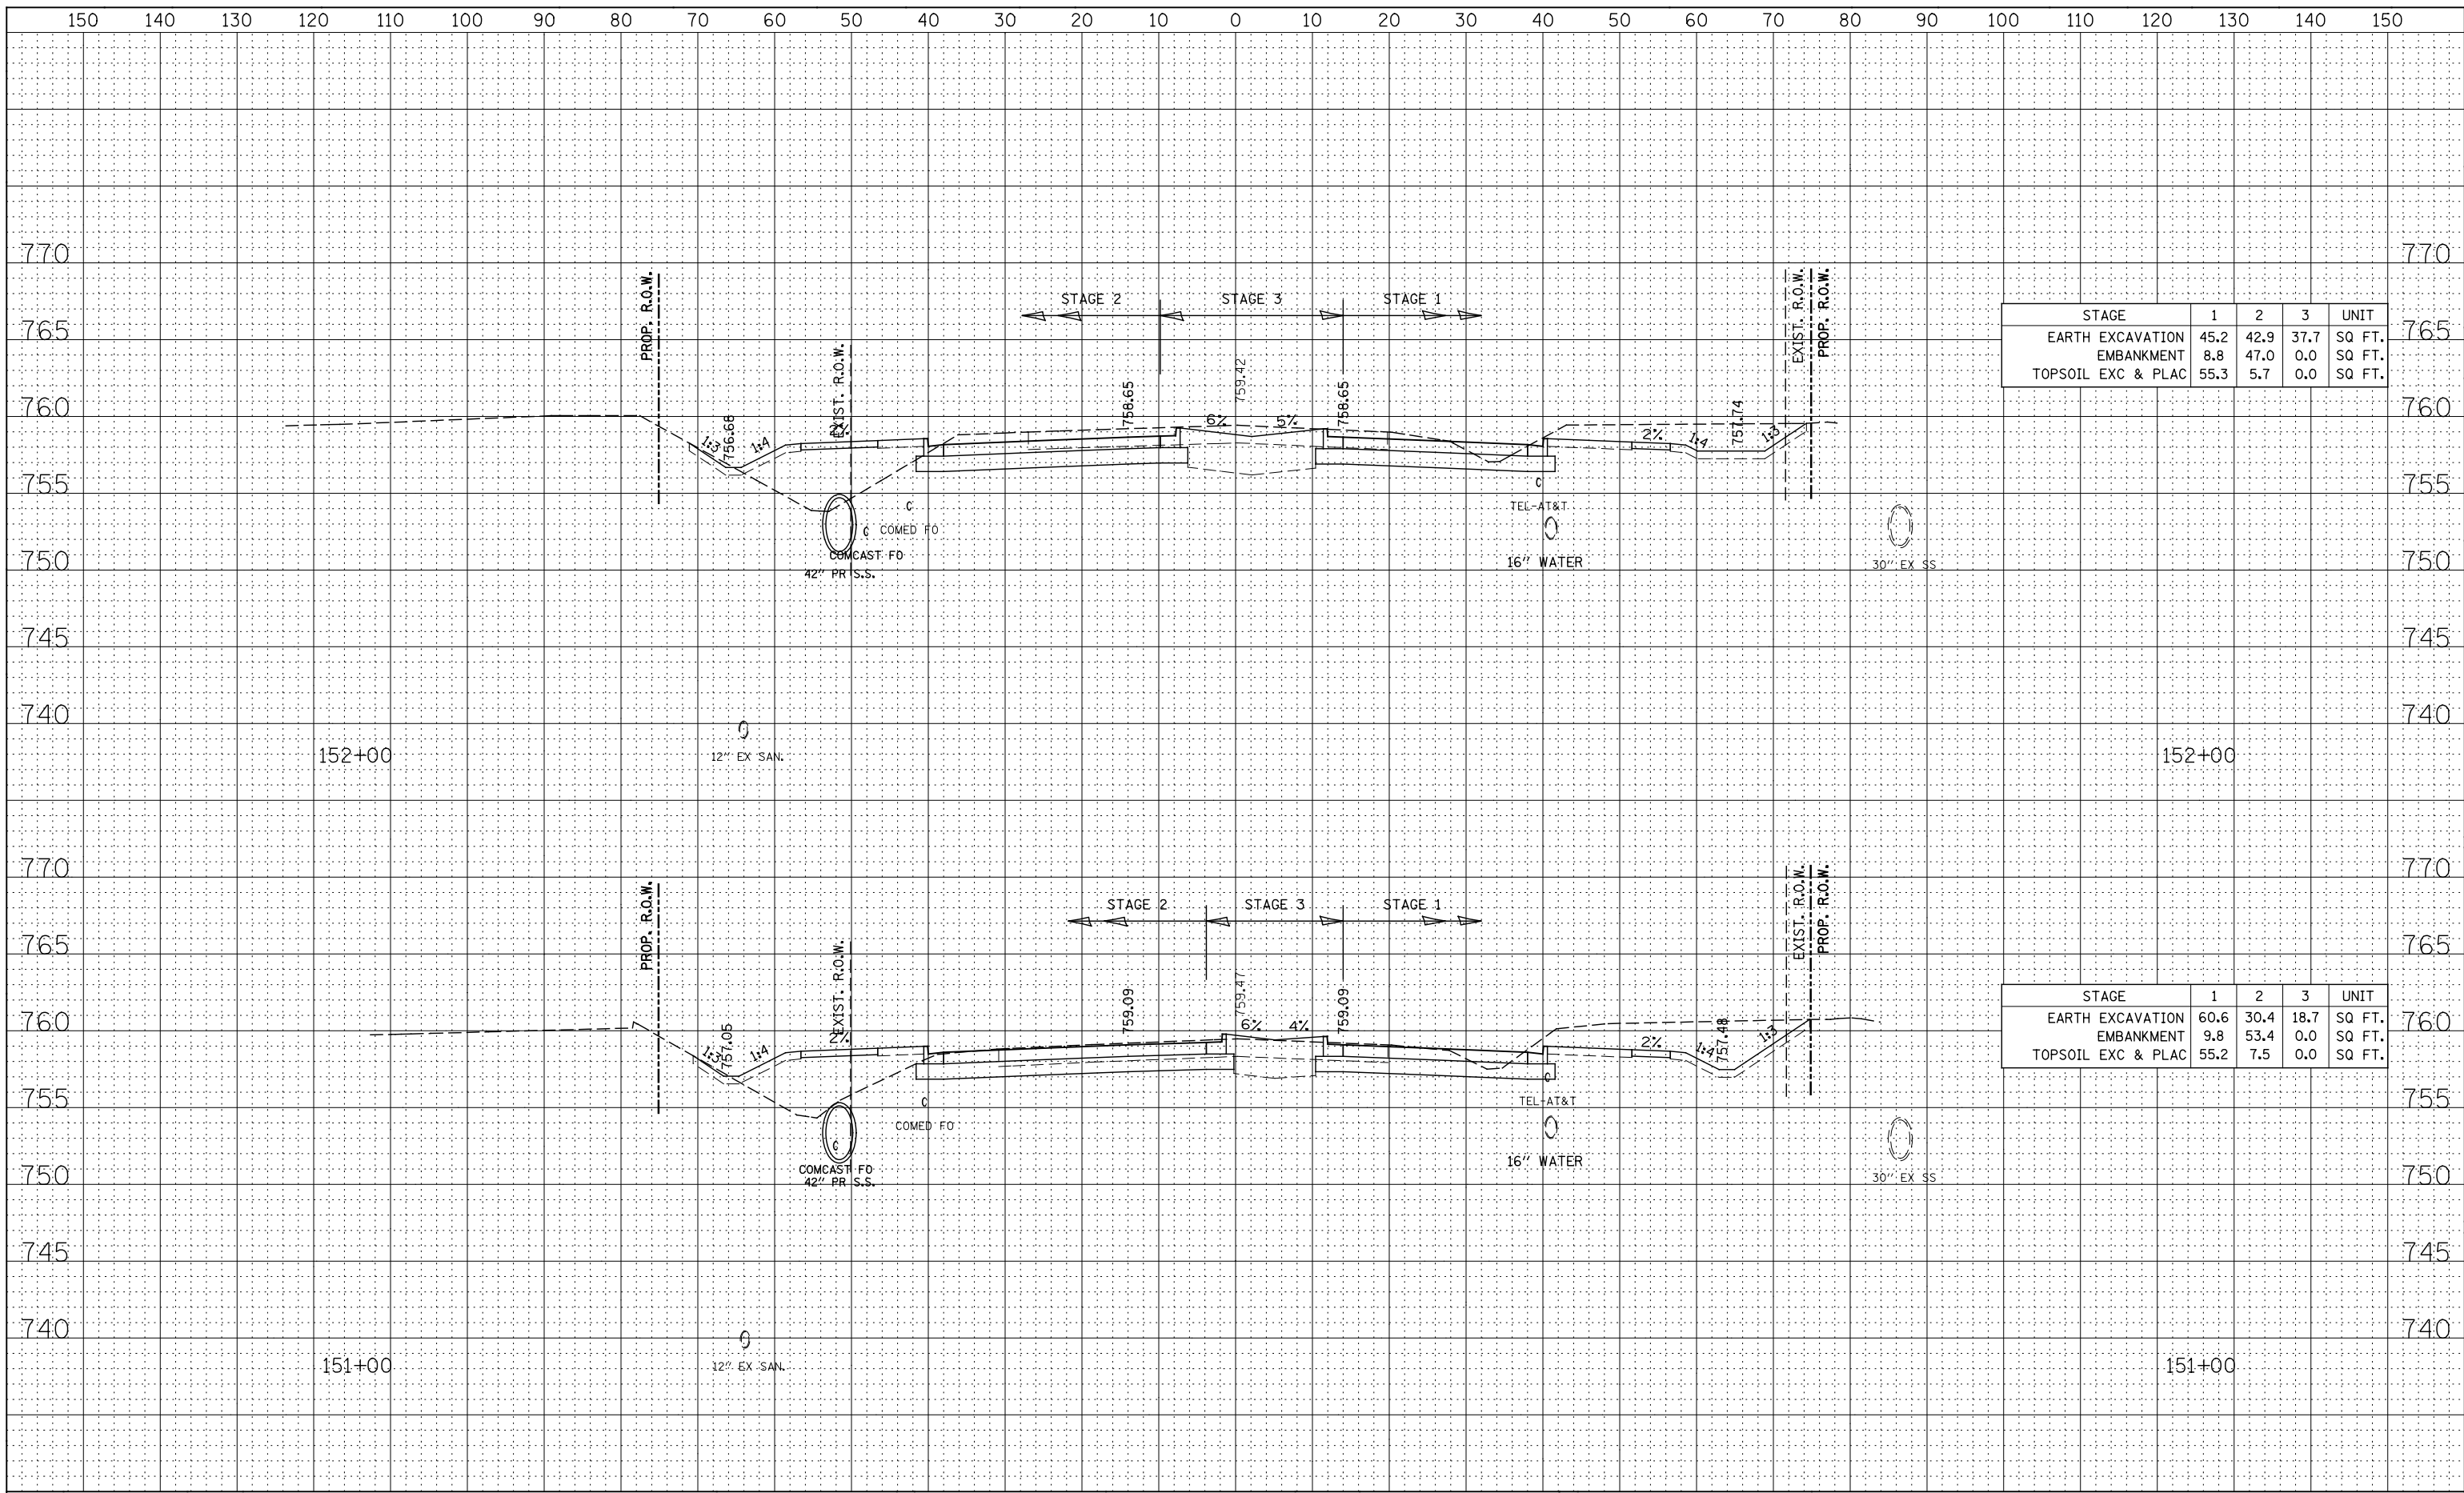 150 140 130 120 110 100 90 80 70 60 50 40 30 20 10 0 10 20 30 40 50 60 70 80 90 100 110 120 130 140 150
770 770
PROP. R.O.W.
EXIST. R.O.W.
PROP. R.O.W.
STAGE 2 STAGE 3 STAGE 1
765 765
STAGE 1 2 3 UNIT
EARTH EXCAVATION 45.2 42.9 37.7 SQ FT.
EMBANKMENT 8.8 47.0 0.0 SQ FT.
TOPSOIL EXC & PLAC 55.3 5.7 0.0 SQ FT.
EXIST. R.O.W.
759.42
758.65
758.65
760 760
1:3 756.68 1:4 2% 6% 5% 2% 1:4 757.74 1:3
755 755
C
C COMED FO
COMCAST FO
42" PR S.S.
C
TEL-AT&T
16" WATER
30" EX SS
750 750
745 745
740 740
12" EX SAN.
152+00 152+00
770 770
PROP. R.O.W.
EXIST. R.O.W.
PROP. R.O.W.
STAGE 2 STAGE 3 STAGE 1
765 765
EXIST. R.O.W.
STAGE 1 2 3 UNIT
EARTH EXCAVATION 60.6 30.4 18.7 SQ FT.
EMBANKMENT 9.8 53.4 0.0 SQ FT.
TOPSOIL EXC & PLAC 55.2 7.5 0.0 SQ FT.
759.09
759.47
759.09
760 760
1:3 757.05 1:4 2% 6% 4% 2% 1:4 757.48 1:3
755 755
C
COMED FO
C
COMCAST FO
42" PR S.S.
C
TEL-AT&T
16" WATER
30" EX SS
750 750
745 745
740 740
12" EX SAN.
151+00 151+00